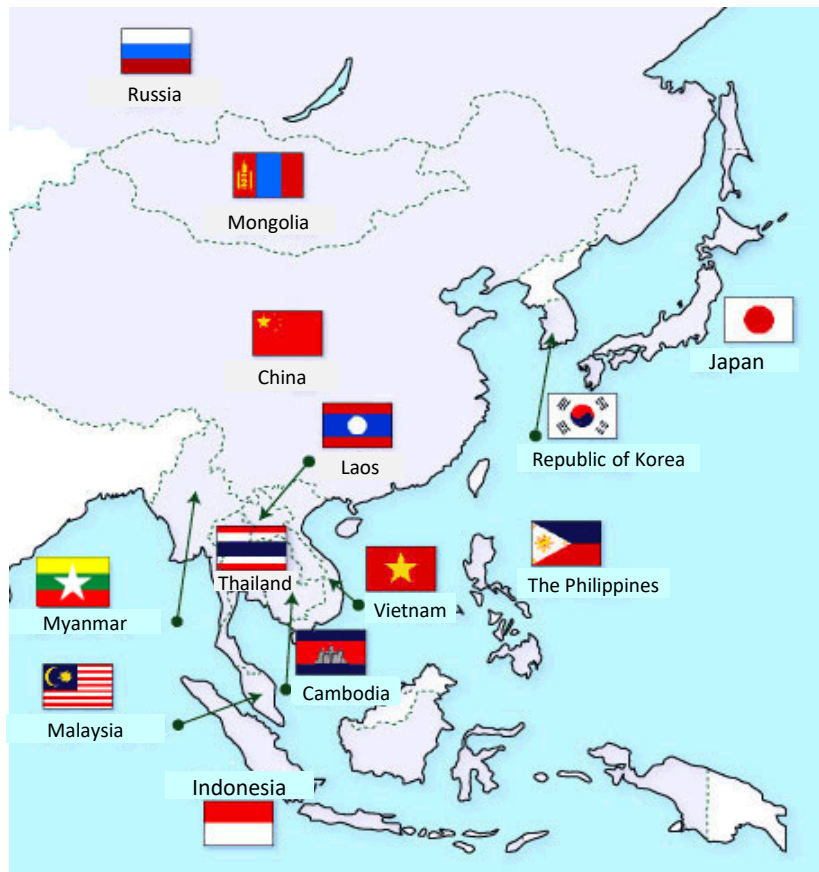 Russia
Mongolia
China
Japan
Laos
Republic of Korea
Thailand
The Philippines
Myanmar
Vietnam
Cambodia
Malaysia
Indonesia